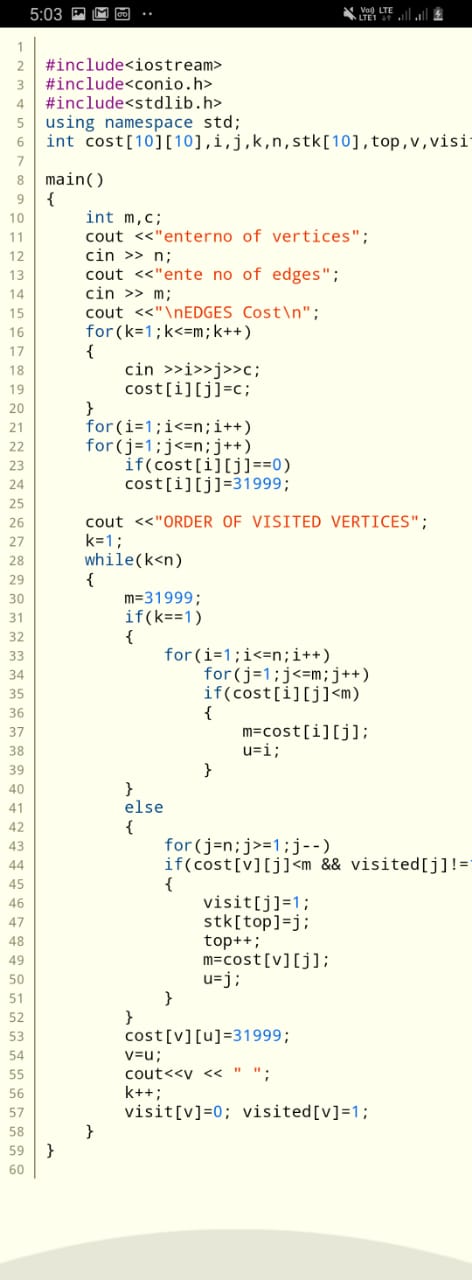 5:03 ·· Vo)) LTE LTE1
1
2 #include<iostream>
3 #include<conio.h>
4 #include<stdlib.h>
5 using namespace std;
6 int cost[10][10],i,j,k,n,stk[10],top,v,visi
7
8 main()
9 {
10 int m,c;
11 cout <<"enterno of vertices";
12 cin >> n;
13 cout <<"ente no of edges";
14 cin >> m;
15 cout <<"\nEDGES Cost\n";
16 for(k=1;k<=m;k++)
17 {
18 cin >>i>>j>>c;
19 cost[i][j]=c;
20 }
21 for(i=1;i<=n;i++)
22 for(j=1;j<=n;j++)
23 if(cost[i][j]==0)
24 cost[i][j]=31999;
25
26 cout <<"ORDER OF VISITED VERTICES";
27 k=1;
28 while(k<n)
29 {
30 m=31999;
31 if(k==1)
32 {
33 for(i=1;i<=n;i++)
34 for(j=1;j<=m;j++)
35 if(cost[i][j]<m)
36 {
37 m=cost[i][j];
38 u=i;
39 }
40 }
41 else
42 {
43 for(j=n;j>=1;j--)
44 if(cost[v][j]<m && visited[j]!=
45 {
46 visit[j]=1;
47 stk[top]=j;
48 top++;
49 m=cost[v][j];
50 u=j;
51 }
52 }
53 cost[v][u]=31999;
54 v=u;
55 cout<<v << " ";
56 k++;
57 visit[v]=0; visited[v]=1;
58 }
59 }
60